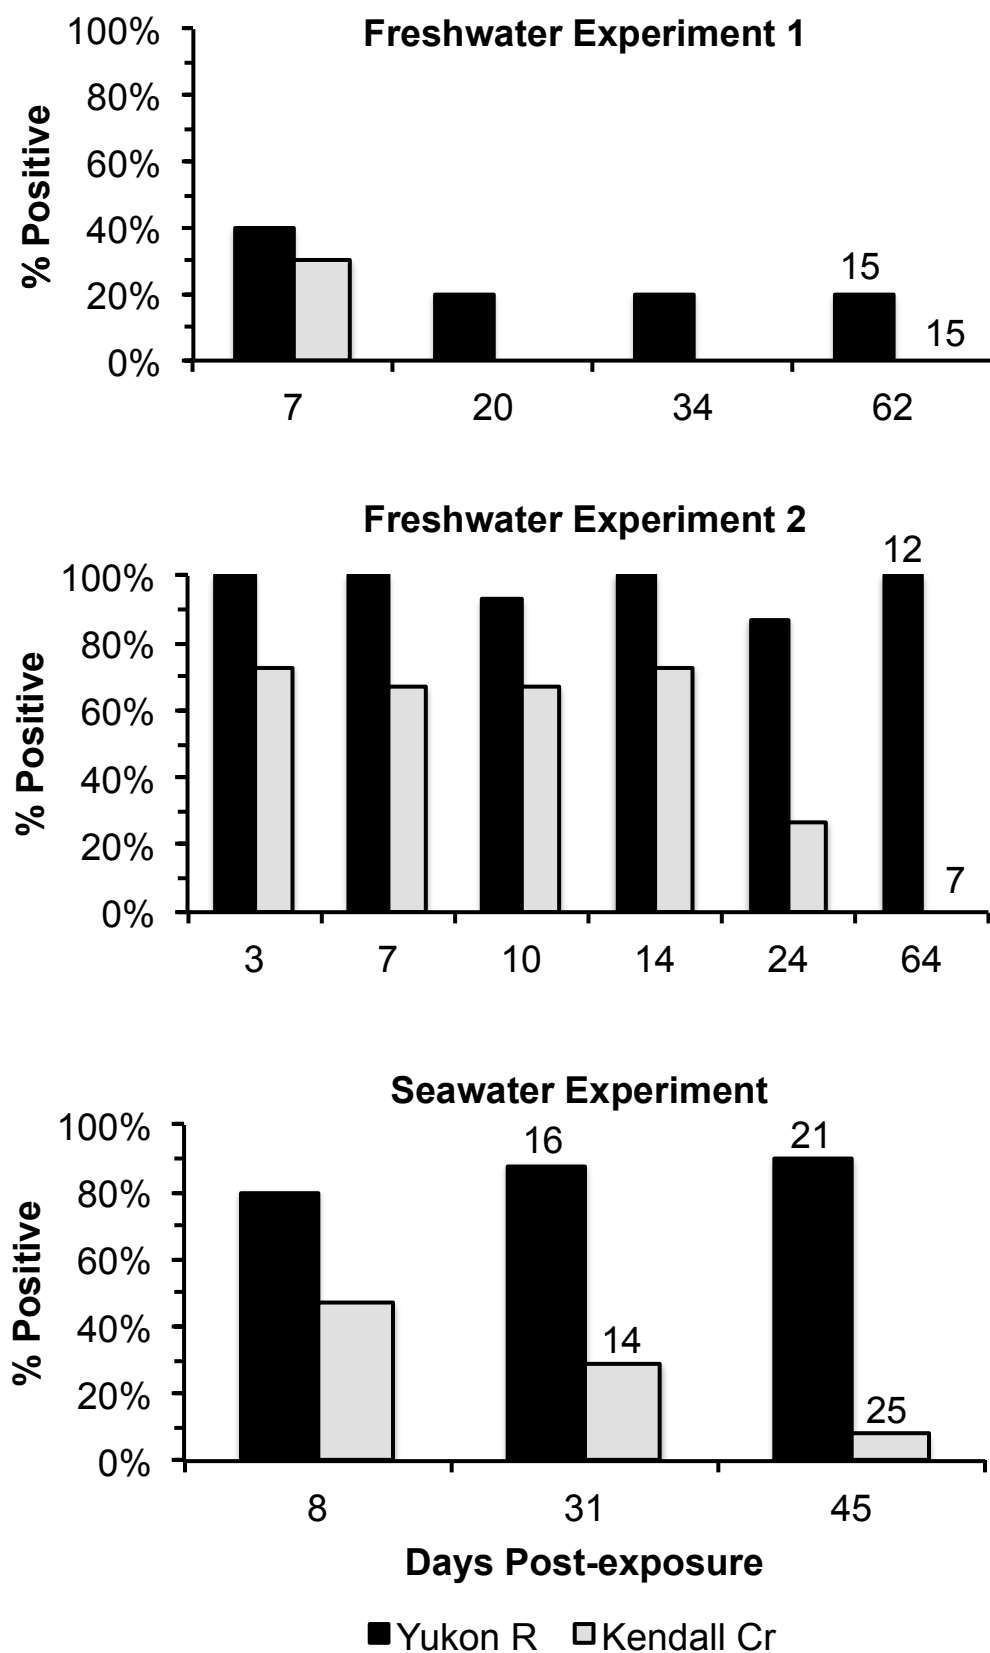 Freshwater Experiment 1
% Positive
100%
80%
60%
40%
20%
0%
15
15
7 20 34 62
Freshwater Experiment 2
% Positive
100%
80%
60%
40%
20%
0%
12
7
3 7 10 14 24 64
Seawater Experiment
% Positive
100%
80%
60%
40%
20%
0%
16
14
21
25
8 31 45
Days Post-exposure
Yukon R Kendall Cr